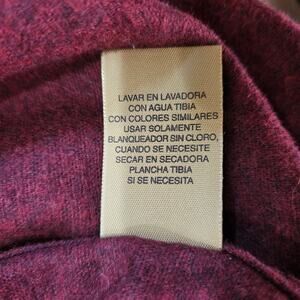 LAVAR EN LAVADORA
CON AGUA TIBIA
CON COLORES SIMILARES
USAR SOLAMENTE
BLANQUEADOR SIN CLORO,
CUANDO SE NECESITE
SECAR EN SECADORA
PLANCHA TIBIA
SI SE NECESITA